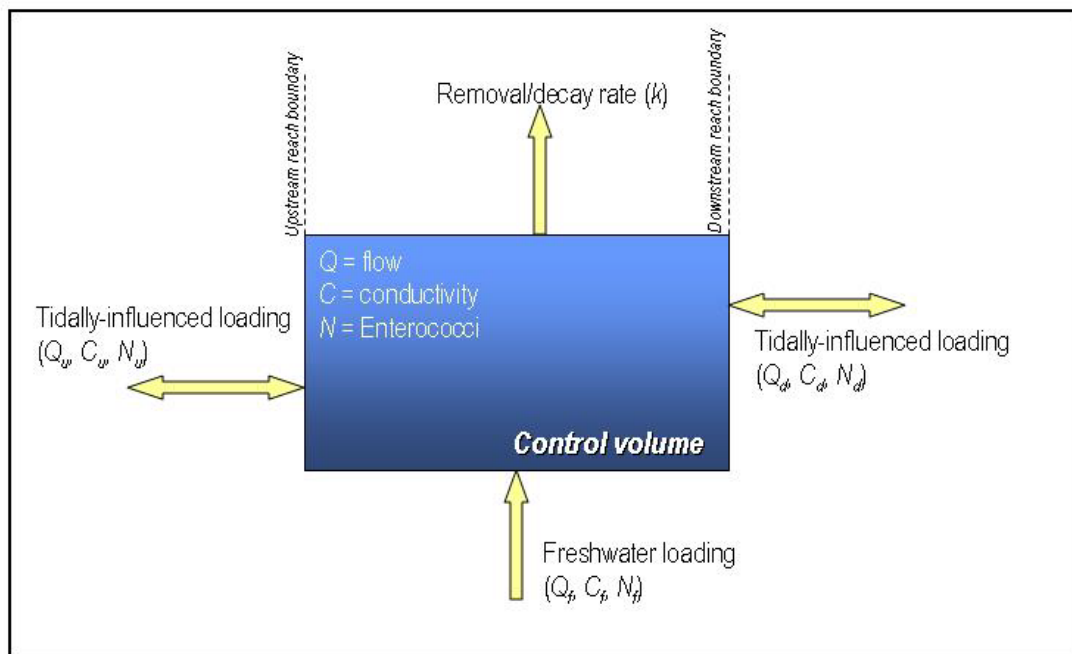 Upstream reach boundary
Downstream reach boundary
Removal/decay rate (k)
Q = flow
C = conductivity
N = Enterococci
Tidally-influenced loading
(Qu, Cu, Nu)
Tidally-influenced loading
(Qd, Cd, Nd)
Control volume
Freshwater loading
(Qf, Cf, Nf)